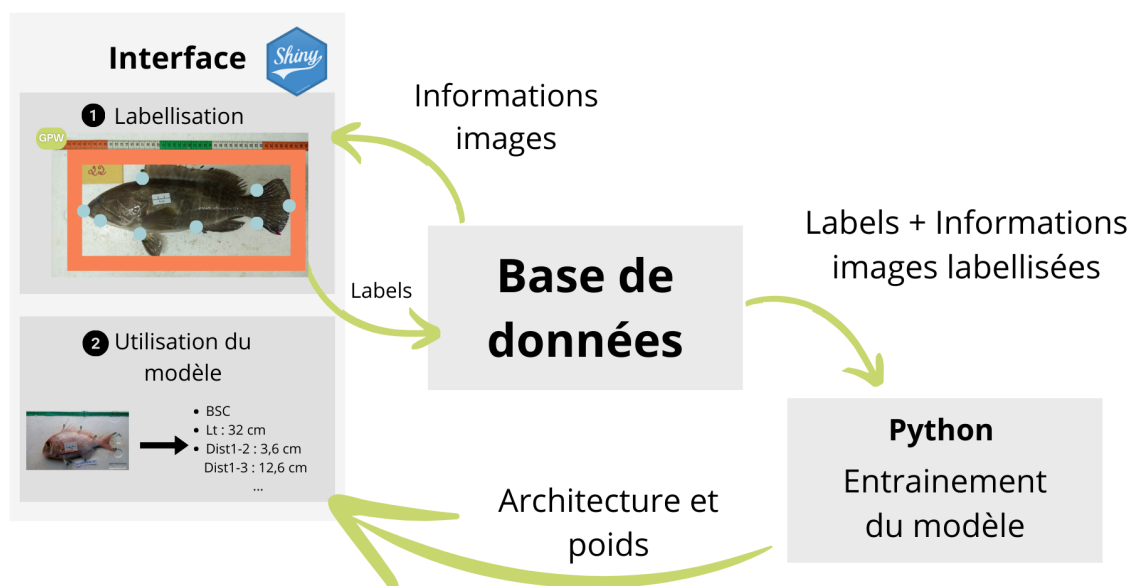 Interface
Shiny
1 Labellisation
GPW
22
Informations
images
Labels
Base de
données
Labels + Informations
images labellisées
2 Utilisation du
modèle
• BSC
• Lt : 32 cm
• Dist1-2 : 3,6 cm
Dist1-3 : 12,6 cm
...
Python
Entrainement
du modèle
Architecture et
poids